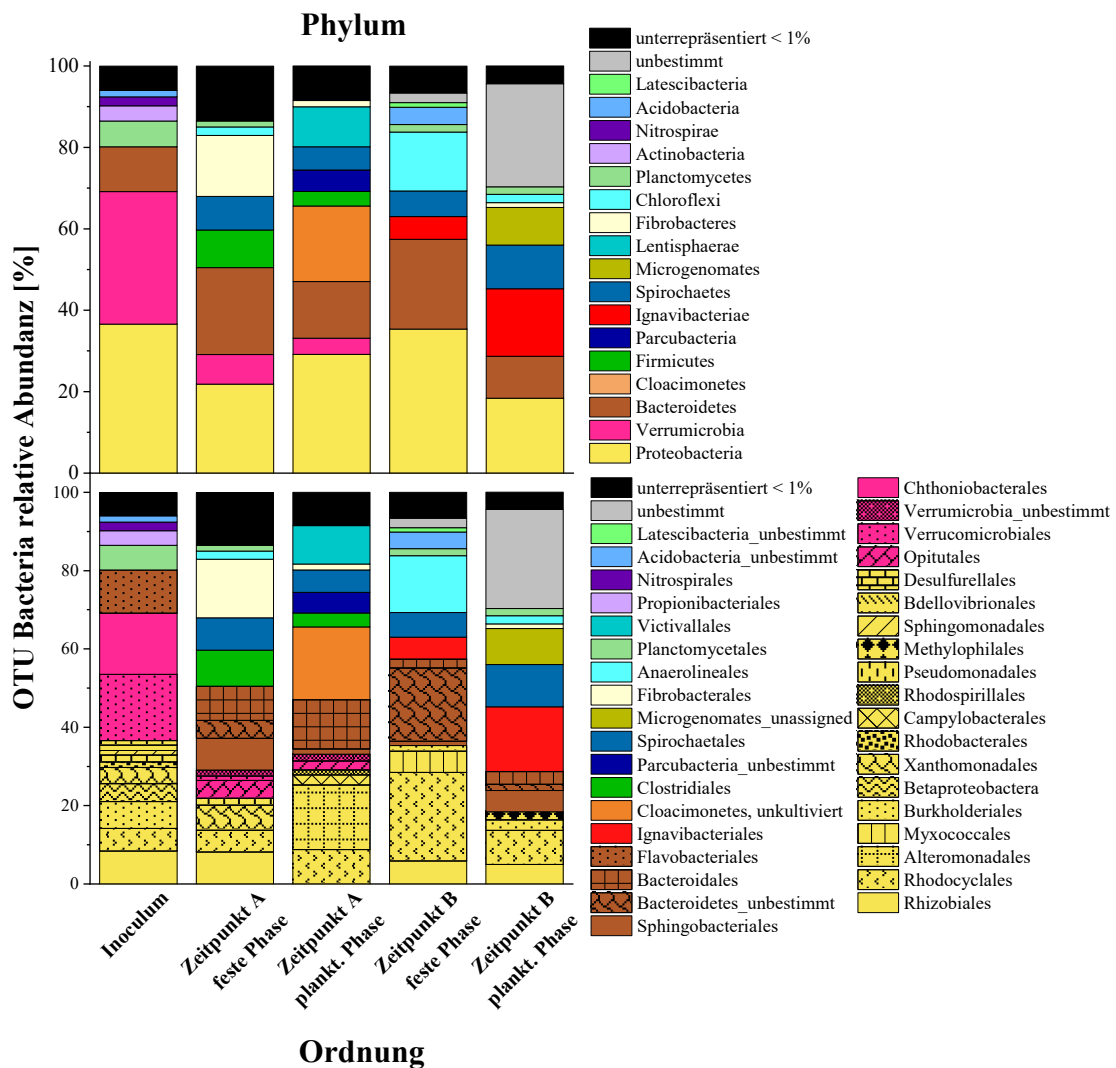 Phylum
OTU Bacteria relative Abundanz [%]
100
80
60
40
20
0
unterrepräsentiert < 1%
unbestimmt
Latescibacteria
Acidobacteria
Nitrospirae
Actinobacteria
Planctomycetes
Chloroflexi
Fibrobacteres
Lentisphaerae
Microgenomates
Spirochaetes
Ignavibacteriae
Parcubacteria
Firmicutes
Cloacimonetes
Bacteroidetes
Verrumicrobia
Proteobacteria
100
80
60
40
20
0
unterrepräsentiert < 1%
unbestimmt
Latescibacteria_unbestimmt
Acidobacteria_unbestimmt
Nitrospirales
Propionibacteriales
Victivallales
Planctomycetales
Anaerolineales
Fibrobacterales
Microgenomates_unassigned
Spirochaetales
Parcubacteria_unbestimmt
Clostridiales
Cloacimonetes, unkultiviert
Ignavibacteriales
Flavobacteriales
Bacteroidales
Bacteroidetes_unbestimmt
Sphingobacteriales
Chthoniobacterales
Verrumicrobia_unbestimmt
Verrucomicrobiales
Opitutales
Desulfurellales
Bdellovibrionales
Sphingomonadales
Methylophilales
Pseudomonadales
Rhodospirillales
Campylobacterales
Rhodobacterales
Xanthomonadales
Betaproteobactera
Burkholderiales
Myxococcales
Alteromonadales
Rhodocyclales
Rhizobiales
Inoculum
Zeitpunkt A
feste Phase
Zeitpunkt A
plankt. Phase
Zeitpunkt B
feste Phase
Zeitpunkt B
plankt. Phase
Ordnung